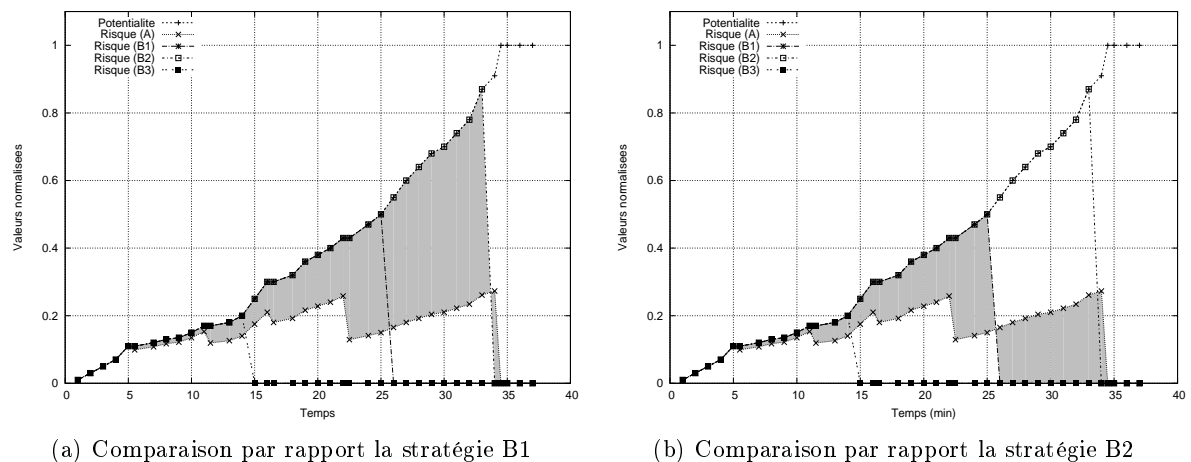 Potentialite
Risque (A)
Risque (B1)
Risque (B2)
Risque (B3)
1
0.8
0.6
0.4
0.2
0
Valeurs normalisees
0 5 10 15 20 25 30 35 40
Temps
(a) Comparaison par rapport la stratégie B1
Potentialite
Risque (A)
Risque (B1)
Risque (B2)
Risque (B3)
1
0.8
0.6
0.4
0.2
0
Valeurs normalisees
0 5 10 15 20 25 30 35 40
Temps (min)
(b) Comparaison par rapport la stratégie B2